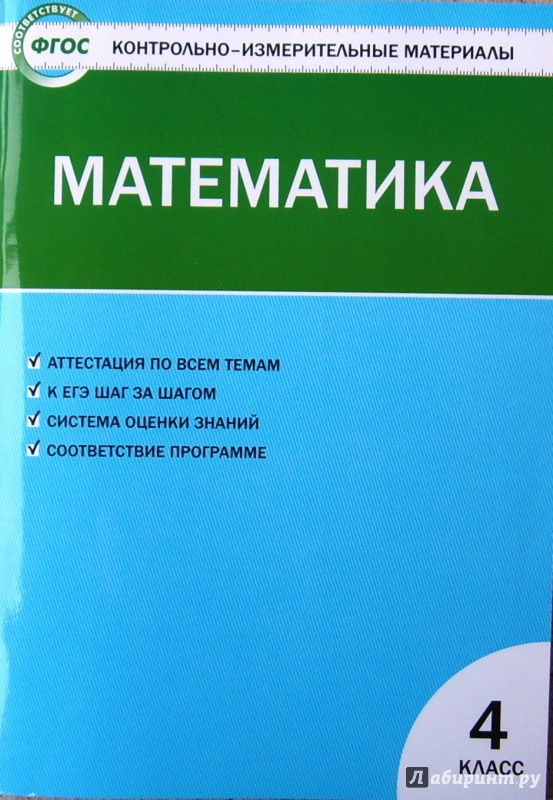 СООТВЕТСТВУЕТ
ФГОС
КОНТРОЛЬНО-ИЗМЕРИТЕЛЬНЫЕ МАТЕРИАЛЫ
МАТЕМАТИКА
АТТЕСТАЦИЯ ПО ВСЕМ ТЕМАМ
К ЕГЭ ШАГ ЗА ШАГОМ
СИСТЕМА ОЦЕНКИ ЗНАНИЙ
СООТВЕТСТВИЕ ПРОГРАММЕ
4
КЛАСС
Лабиринт.ру